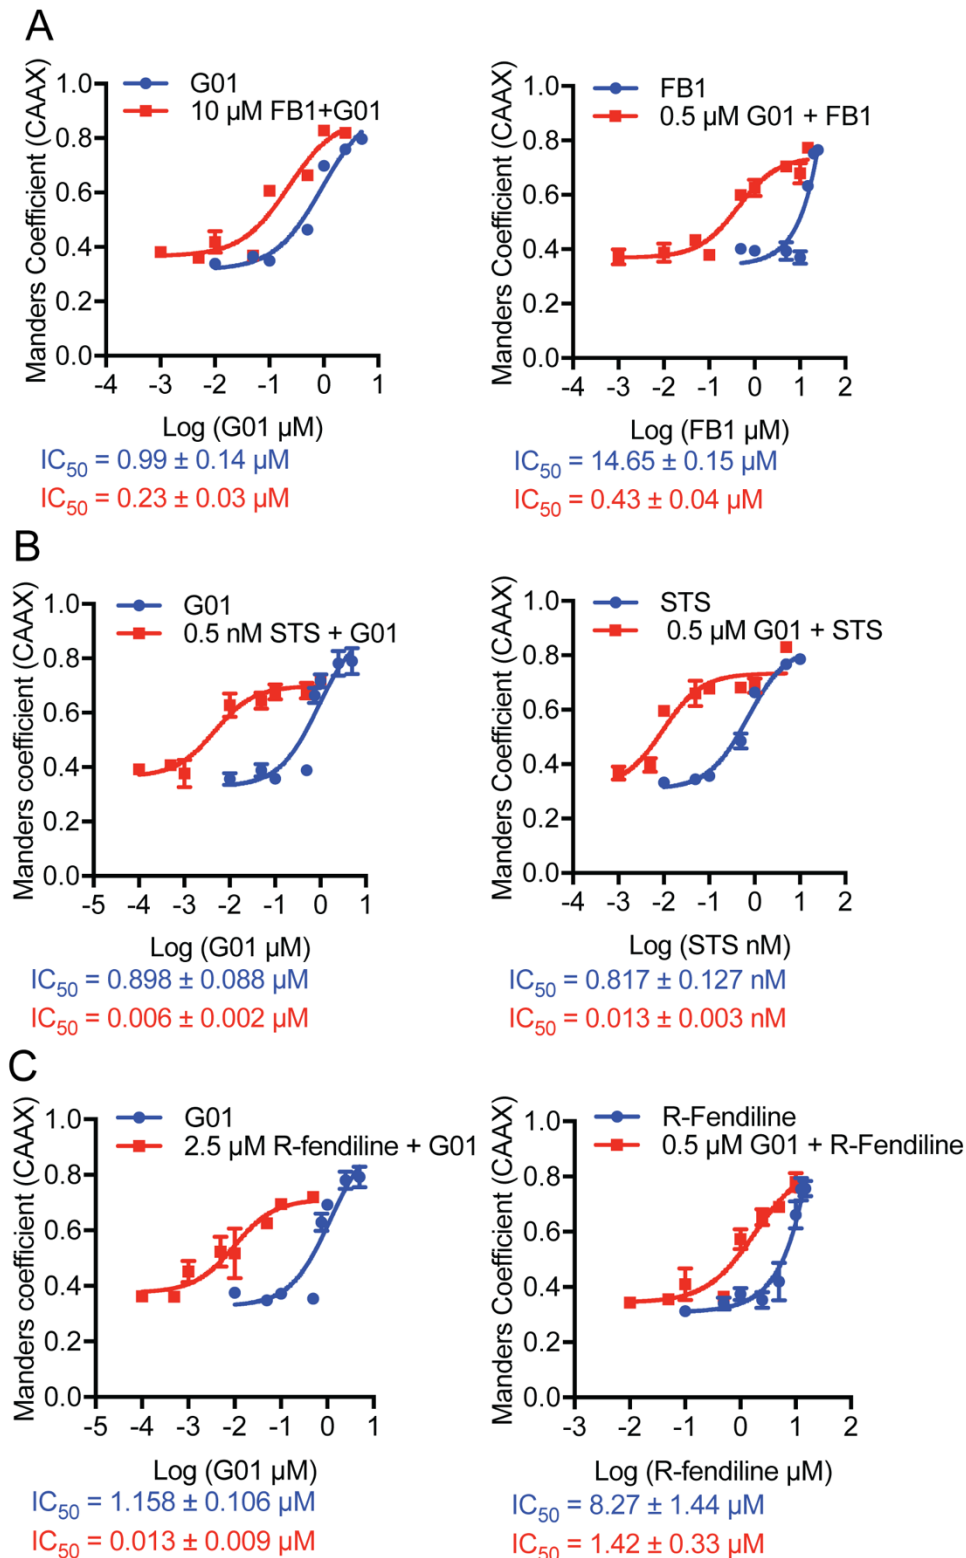 A
G01
10 µM FB1+G01
Manders Coefficient (CAAX)
1.0
0.8
0.6
0.4
0.2
0.0
-4 -3 -2 -1 0 1
Log (G01 µM)
IC50 = 0.99 ± 0.14 µM
IC50 = 0.23 ± 0.03 µM
FB1
0.5 µM G01 + FB1
Manders Coefficient (CAAX)
1.0
0.8
0.6
0.4
0.2
0.0
-4 -3 -2 -1 0 1 2
Log (FB1 µM)
IC50 = 14.65 ± 0.15 µM
IC50 = 0.43 ± 0.04 µM
B
G01
0.5 nM STS + G01
Manders coefficient (CAAX)
1.0
0.8
0.6
0.4
0.2
0.0
-5 -4 -3 -2 -1 0 1
Log (G01 µM)
IC50 = 0.898 ± 0.088 µM
IC50 = 0.006 ± 0.002 µM
STS
0.5 µM G01 + STS
Manders Coefficient (CAAX)
1.0
0.8
0.6
0.4
0.2
0.0
-4 -3 -2 -1 0 1 2
Log (STS nM)
IC50 = 0.817 ± 0.127 nM
IC50 = 0.013 ± 0.003 nM
C
G01
2.5 µM R-fendiline + G01
Manders coefficient (CAAX)
1.0
0.8
0.6
0.4
0.2
0.0
-5 -4 -3 -2 -1 0 1
Log (G01 µM)
IC50 = 1.158 ± 0.106 µM
IC50 = 0.013 ± 0.009 µM
R-Fendiline
0.5 µM G01 + R-Fendiline
Manders Coefficient (CAAX)
1.0
0.8
0.6
0.4
0.2
0.0
-3 -2 -1 0 1 2
Log (R-fendiline µM)
IC50 = 8.27 ± 1.44 µM
IC50 = 1.42 ± 0.33 µM